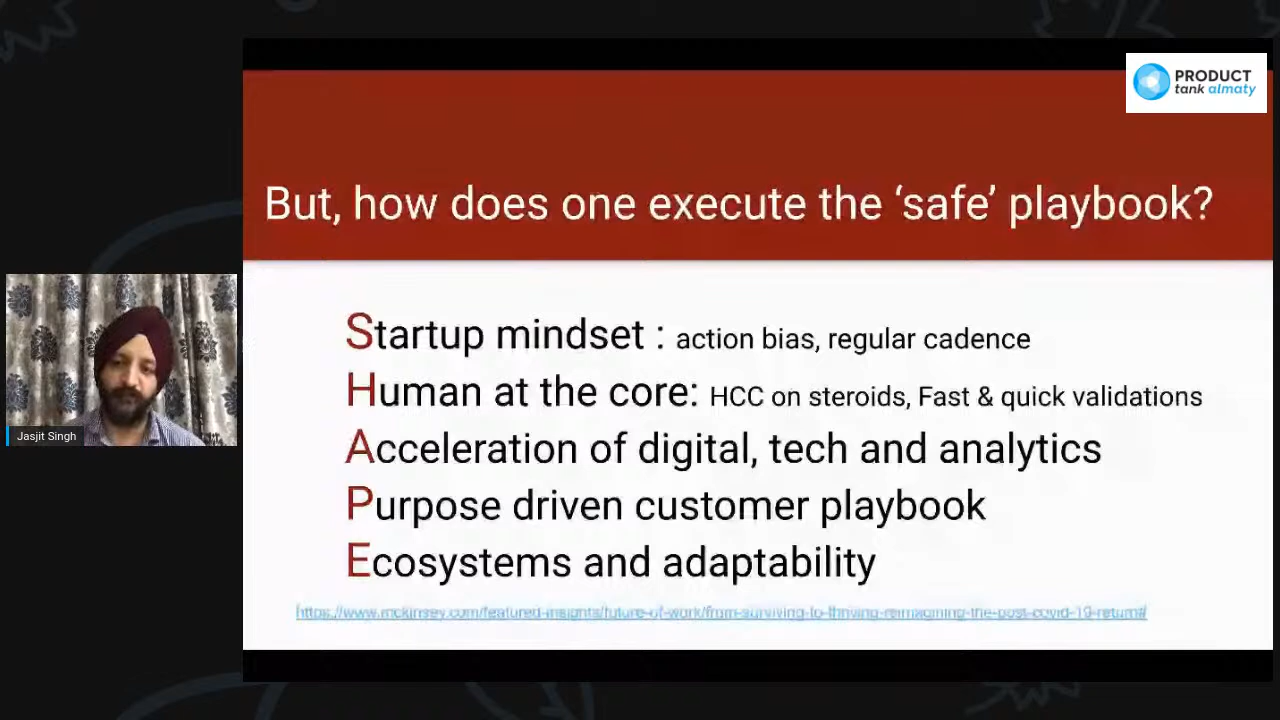 PRODUCT
tank almaty
But, how does one execute the ‘safe’ playbook?
Startup mindset : action bias, regular cadence
Human at the core: HCC on steroids, Fast & quick validations
Acceleration of digital, tech and analytics
Purpose driven customer playbook
Ecosystems and adaptability
https://www.mckinsey.com/featured-insights/future-of-work/from-surviving-to-thriving-reimagining-the-post-covid-19-return#
Jasjit Singh